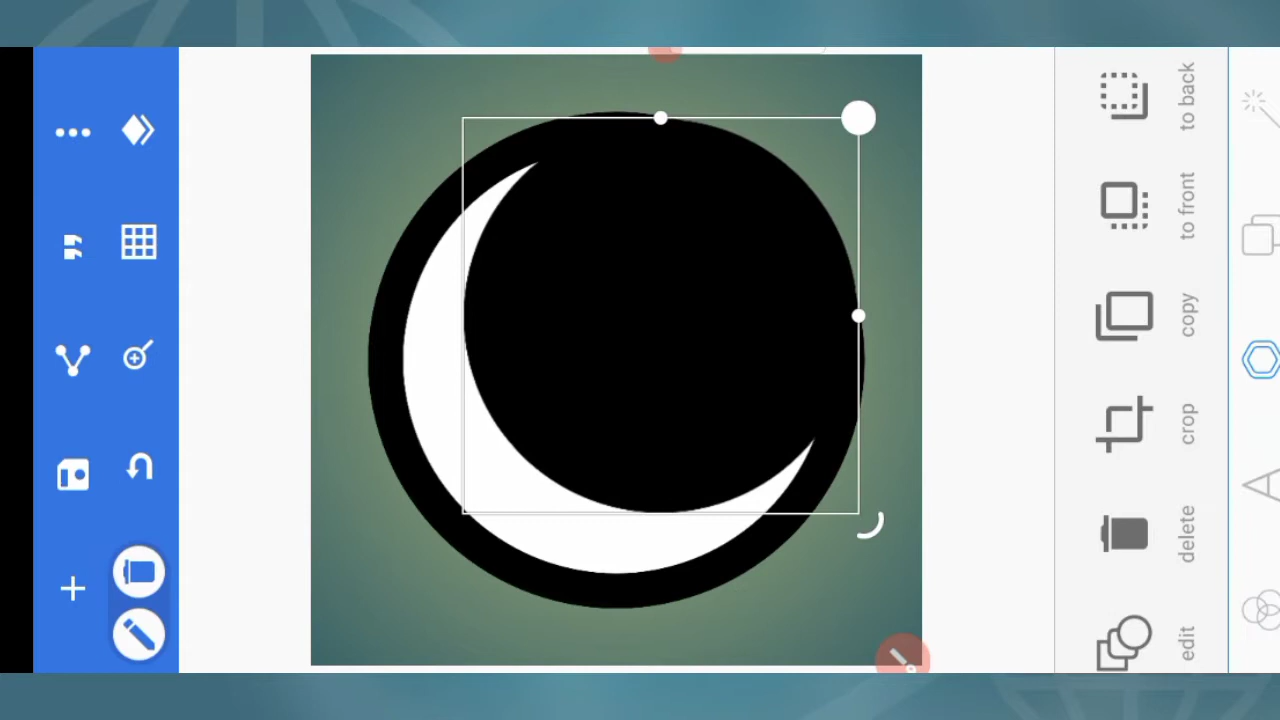 to back
to front
copy
crop
delete
edit